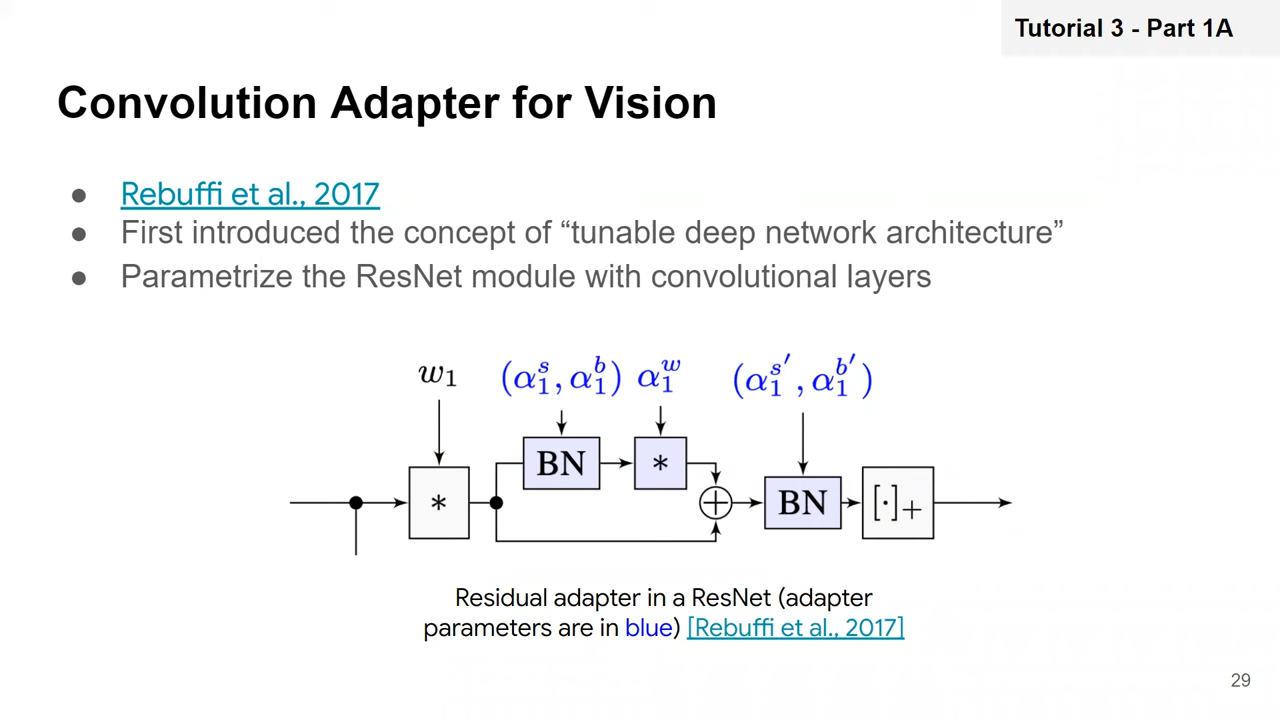 Tutorial 3 - Part 1A
Convolution Adapter for Vision
● Rebuffi et al., 2017
● First introduced the concept of “tunable deep network architecture”
● Parametrize the ResNet module with convolutional layers
w₁ (α₁ˢ, α₁ᵇ) α₁ʷ (α₁ˢ′, α₁ᵇ′)
BN *
* + BN [·]₊
Residual adapter in a ResNet (adapter
parameters are in blue) [Rebuffi et al., 2017]
29